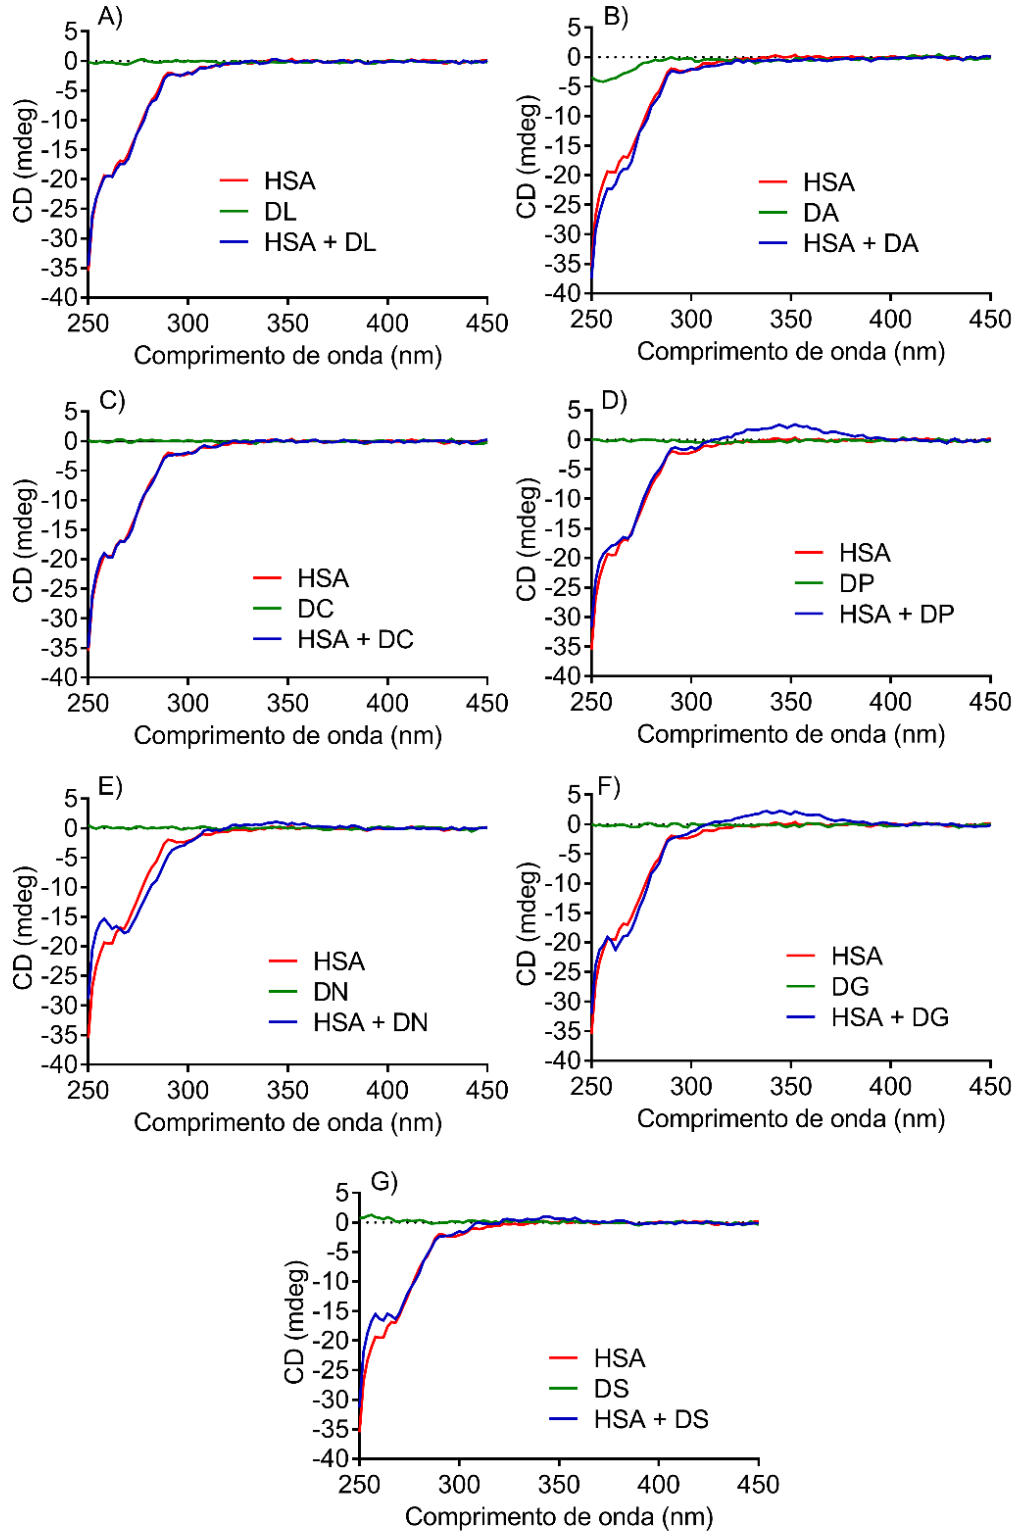 A)
5
0
-5
-10
-15
-20
-25
-30
-35
-40
CD (mdeg)
HSA
DL
HSA + DL
250 300 350 400 450
Comprimento de onda (nm)
B)
5
0
-5
-10
-15
-20
-25
-30
-35
-40
CD (mdeg)
HSA
DA
HSA + DA
250 300 350 400 450
Comprimento de onda (nm)
C)
5
0
-5
-10
-15
-20
-25
-30
-35
-40
CD (mdeg)
HSA
DC
HSA + DC
250 300 350 400 450
Comprimento de onda (nm)
D)
5
0
-5
-10
-15
-20
-25
-30
-35
-40
CD (mdeg)
HSA
DP
HSA + DP
250 300 350 400 450
Comprimento de onda (nm)
E)
5
0
-5
-10
-15
-20
-25
-30
-35
-40
CD (mdeg)
HSA
DN
HSA + DN
250 300 350 400 450
Comprimento de onda (nm)
F)
5
0
-5
-10
-15
-20
-25
-30
-35
-40
CD (mdeg)
HSA
DG
HSA + DG
250 300 350 400 450
Comprimento de onda (nm)
G)
5
0
-5
-10
-15
-20
-25
-30
-35
-40
CD (mdeg)
HSA
DS
HSA + DS
250 300 350 400 450
Comprimento de onda (nm)